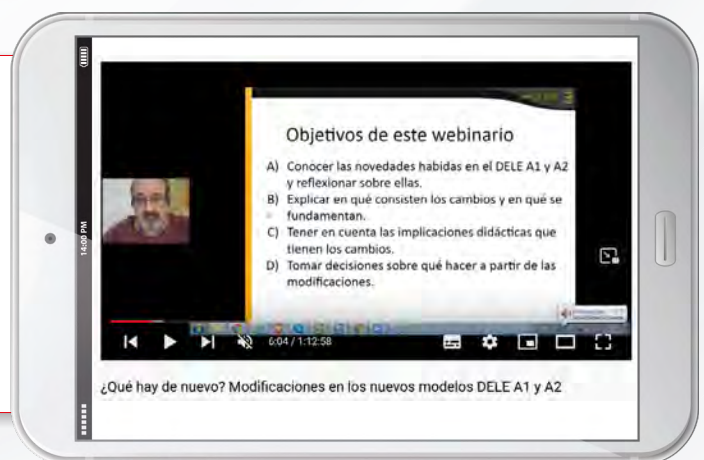 14:00 PM
Objetivos de este webinario
A) Conocer las novedades habidas en el DELE A1 y A2
y reflexionar sobre ellas.
B) Explicar en qué consisten los cambios y en qué se
fundamentan.
C) Tener en cuenta las implicaciones didácticas que
tienen los cambios.
D) Tomar decisiones sobre qué hacer a partir de las
modificaciones.
6:04 / 1:12:58
¿Qué hay de nuevo? Modificaciones en los nuevos modelos DELE A1 y A2